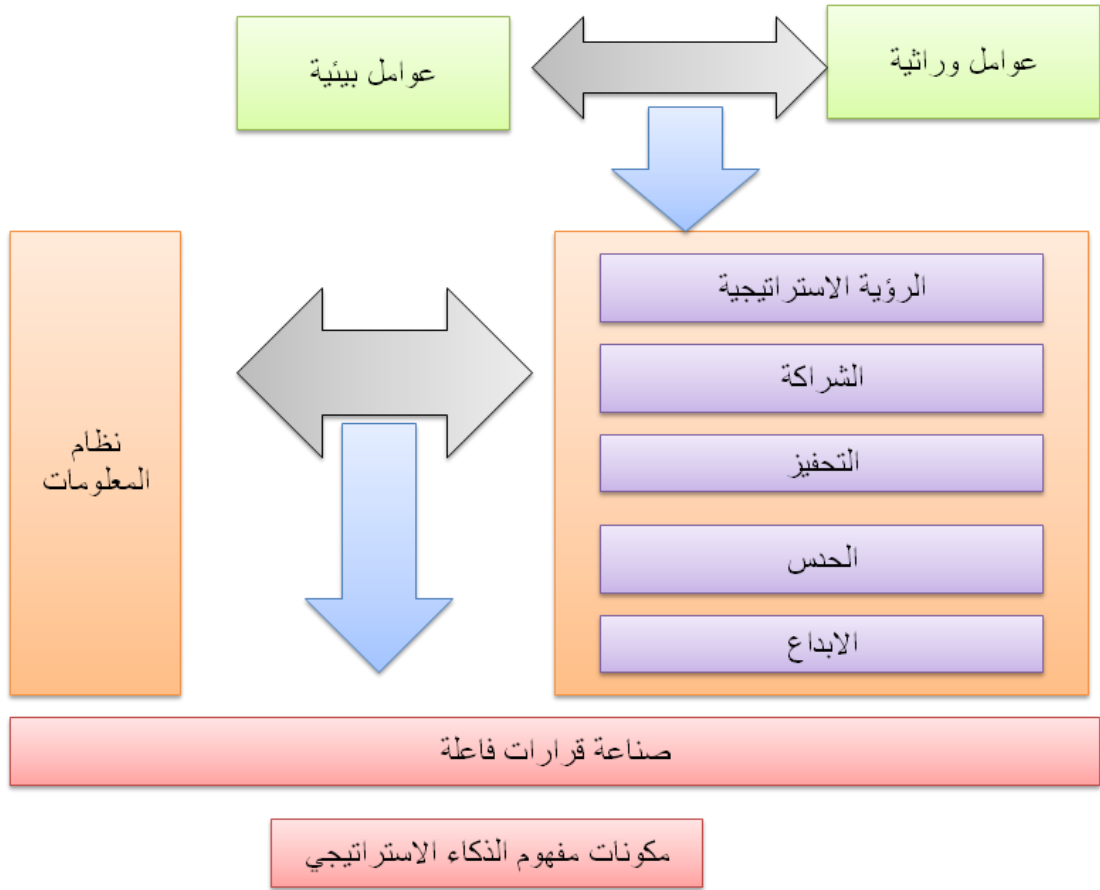 عوامل وراثية
عوامل بيئية
الرؤية الاستراتيجية
الشراكة
التحفيز
الحدس
الابداع
نظام
المعلومات
صناعة قرارات فاعلة
مكونات مفهوم الذكاء الاستراتيجي